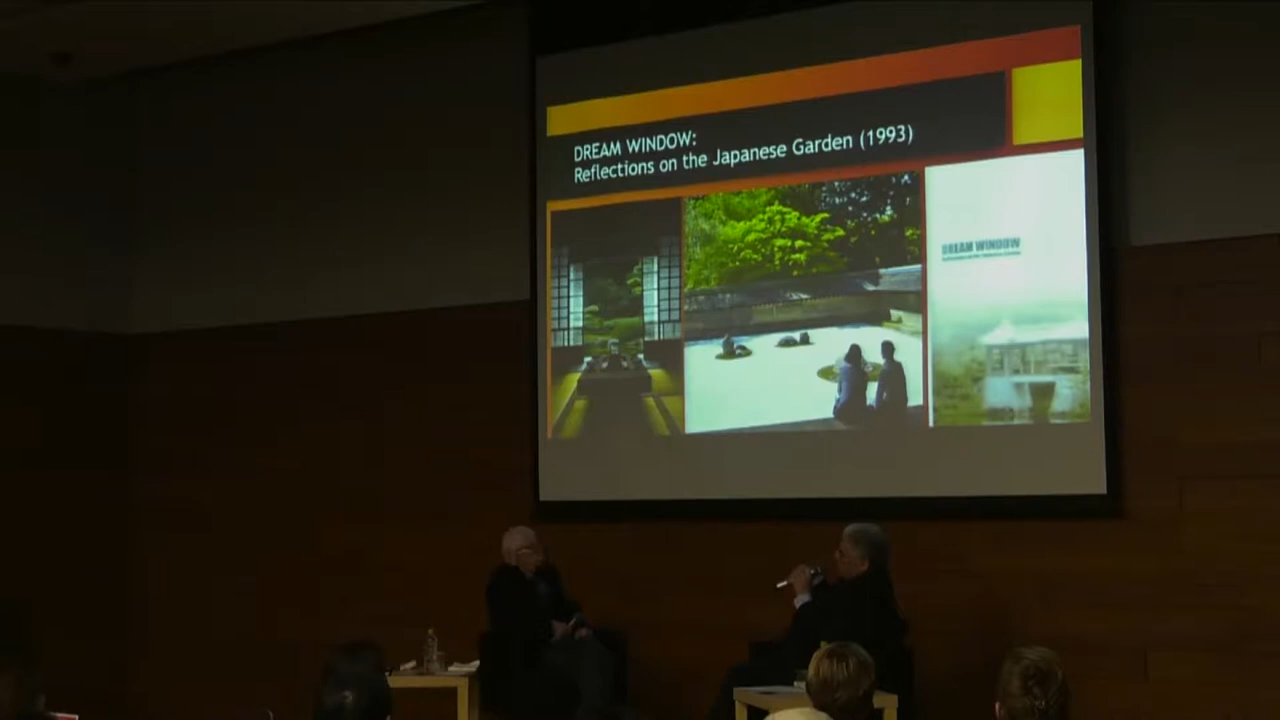 DREAM WINDOW:
Reflections on the Japanese Garden (1993)
DREAM WINDOW